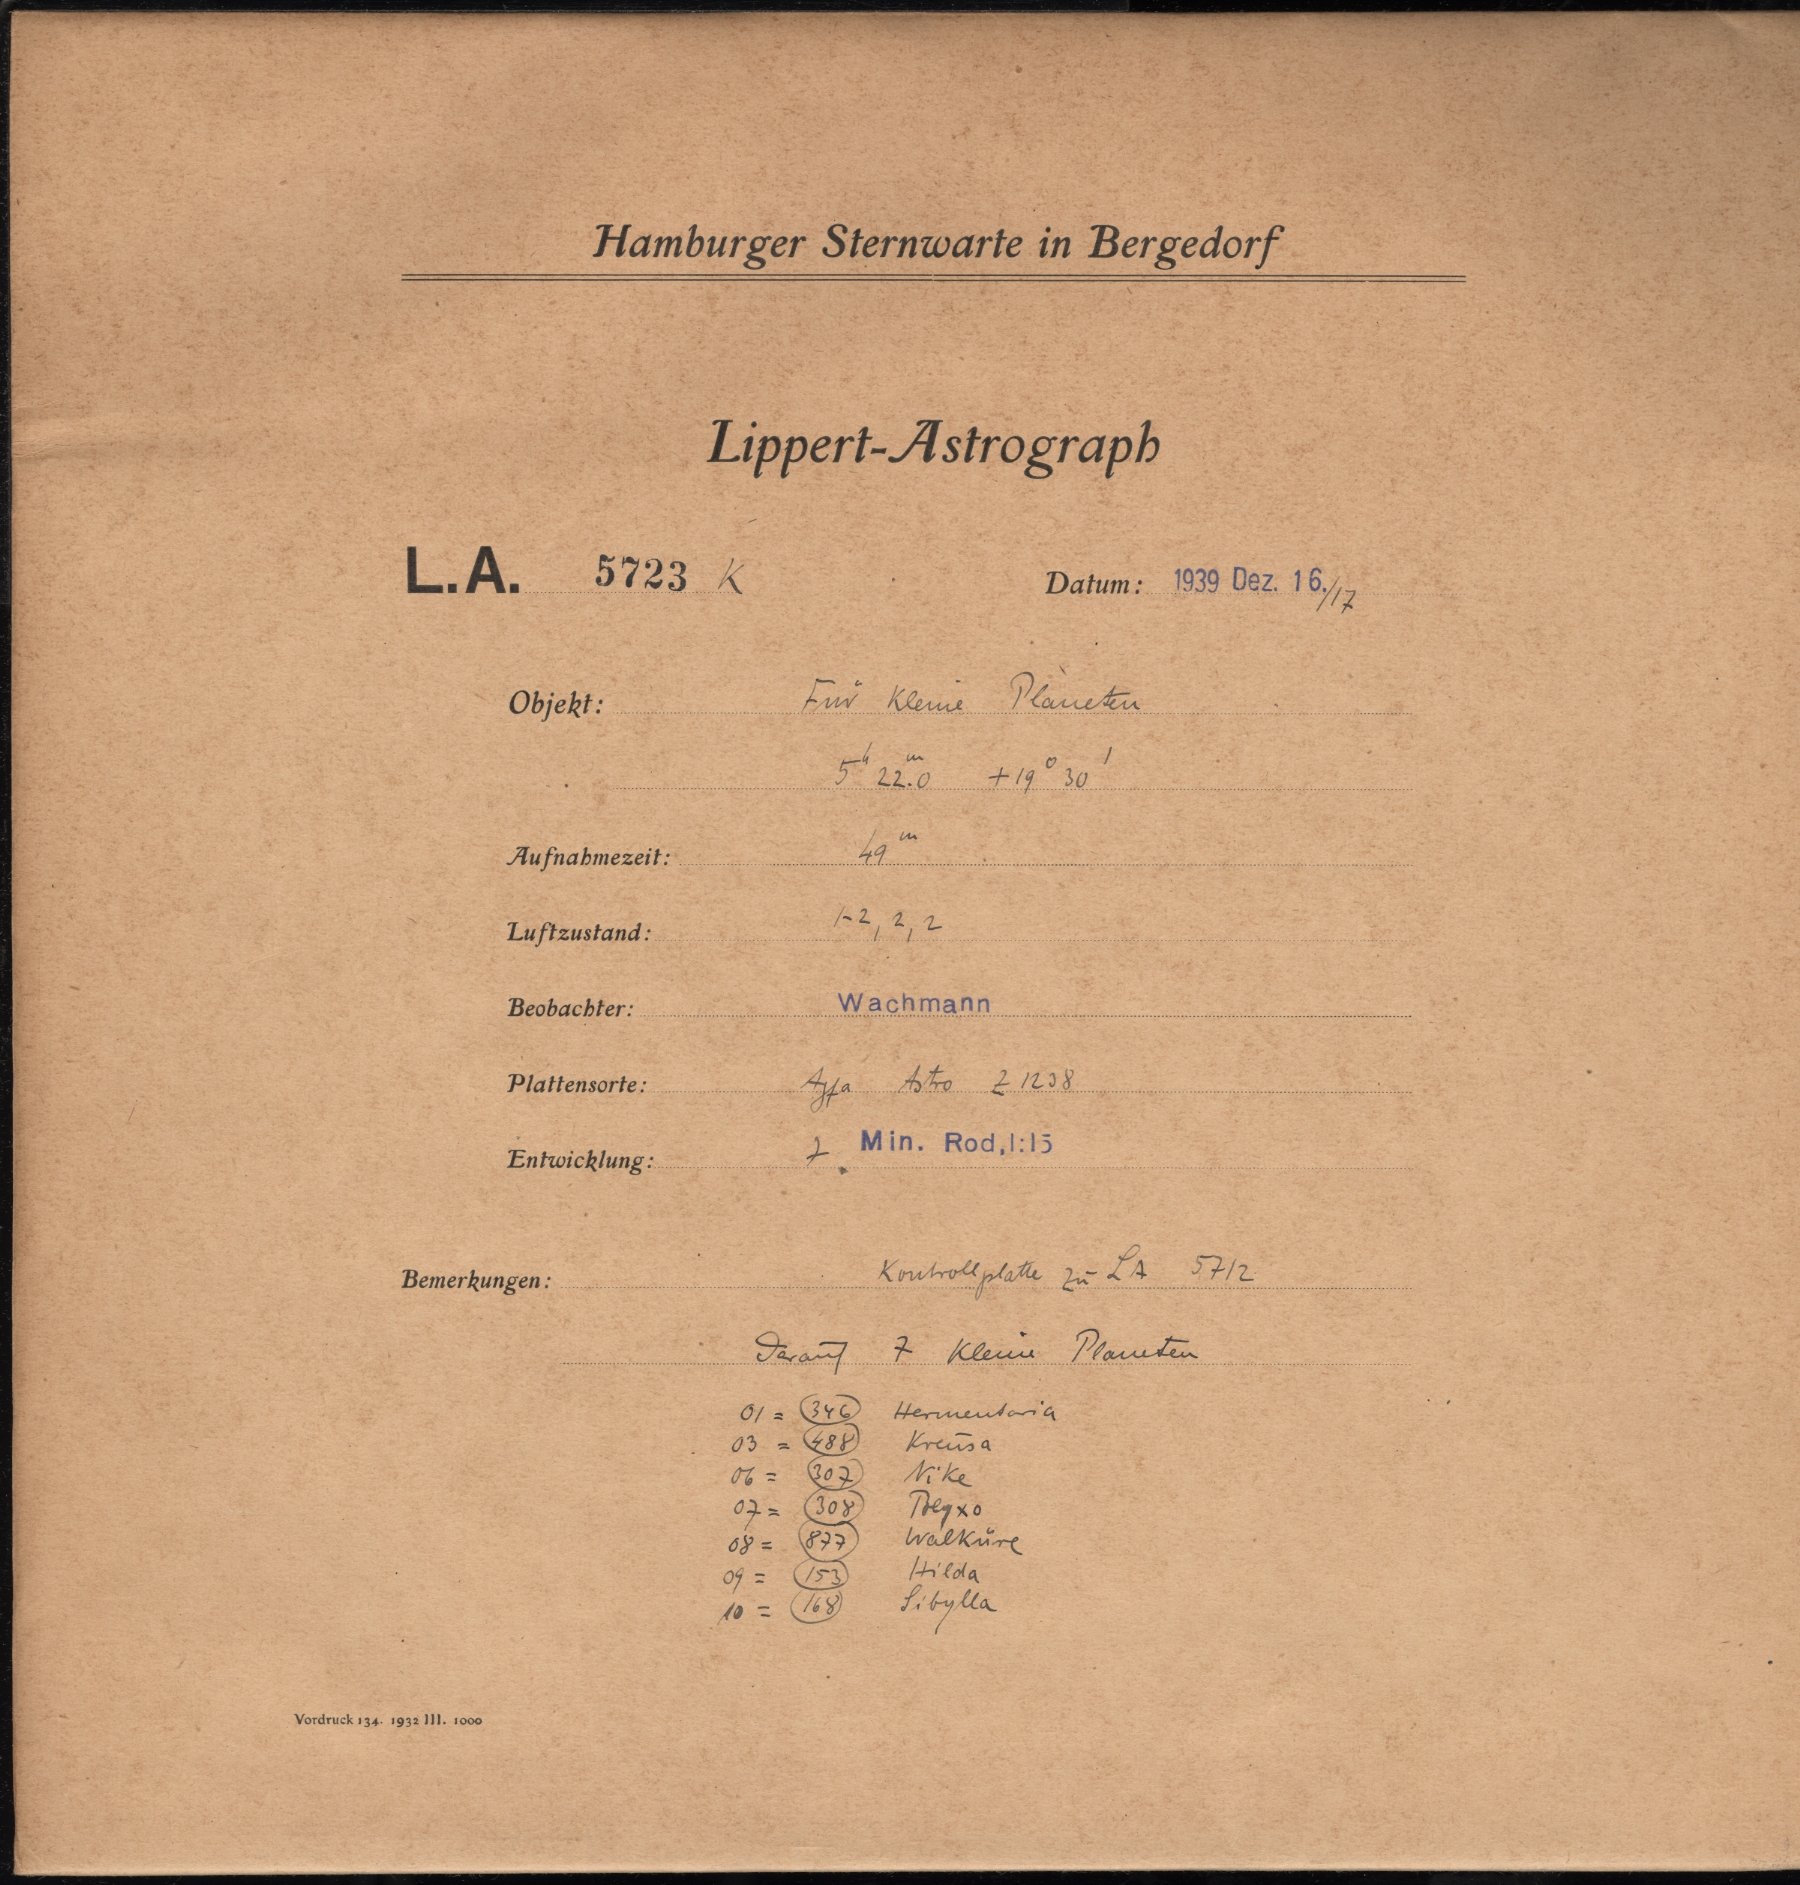 Hamburger Sternwarte in Bergedorf
Lippert-Astrograph
L.A. 5723 K Datum: 1939 Dez. 16./17
Objekt: Für Kleine Planeten
5h 22.m0 +19° 30'
Aufnahmezeit: 49m
Luftzustand: 1-2, 2, 2
Beobachter: Wachmann
Plattensorte: Agfa Astro Z 1238
Entwicklung: 7 Min. Rod, 1:15
Bemerkungen: Kontrollplatte zu LA 5712
Darauf 7 Kleine Planeten
01 = 346 Hermentaria
03 = 488 Kreusa
06 = 307 Nike
07 = 308 Polyxo
08 = 877 Walküre
09 = 153 Hilda
10 = 168 Sibylla
Vordruck 134. 1932 III. 1000